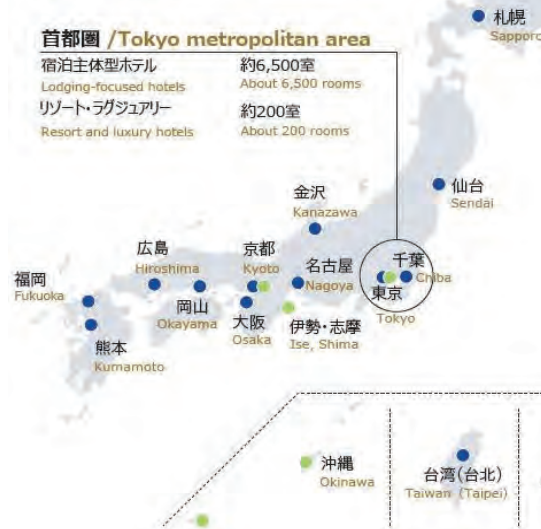 札幌
Sapporo
首都圏 /Tokyo metropolitan area
宿泊主体型ホテル 約6,500室
Lodging-focused hotels About 6,500 rooms
リゾート・ラグジュアリー 約200室
Resort and luxury hotels About 200 rooms
仙台
Sendai
金沢
Kanazawa
広島
Hiroshima
京都
Kyoto
名古屋
Nagoya
千葉
Chiba
東京
Tokyo
福岡
Fukuoka
岡山
Okayama
大阪
Osaka
伊勢・志摩
Ise, Shima
熊本
Kumamoto
沖縄
Okinawa
台湾(台北)
Taiwan (Taipei)